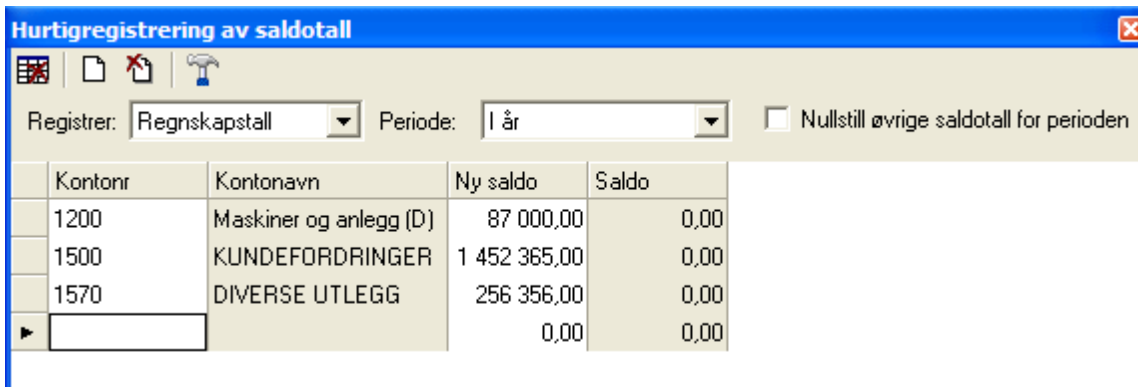 Hurtigregistrering av saldotall
Registrer: Regnskapstall Periode: I år Nullstill øvrige saldotall for perioden
Kontonr Kontonavn Ny saldo Saldo
1200 Maskiner og anlegg (D) 87 000,00 0,00
1500 KUNDEFORDRINGER 1 452 365,00 0,00
1570 DIVERSE UTLEGG 256 356,00 0,00
0,00 0,00